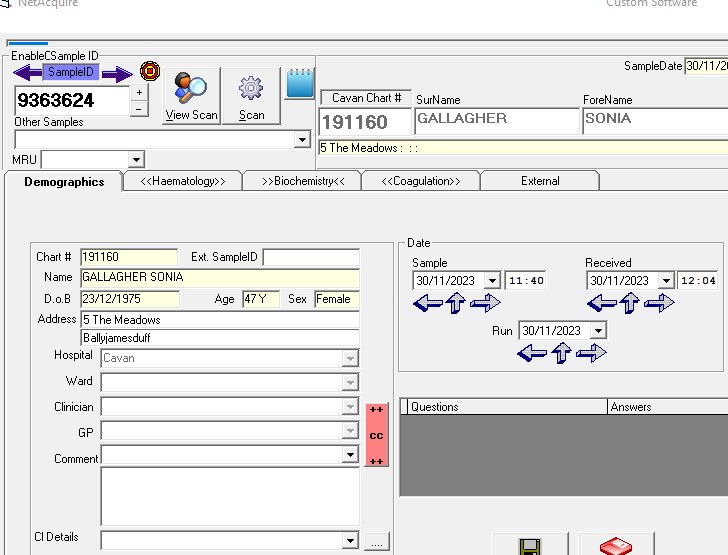 NetAcquire
Custom Software
EnableCSample ID
SampleID
9363624
+
-
View Scan
Scan
Other Samples
MRU
SampleDate 30/11/20
Cavan Chart #
SurName
ForeName
191160
GALLAGHER
SONIA
5 The Meadows : : :
Demographics
<<Haematology>>
>>Biochemistry<<
<<Coagulation>>
External
Chart # 191160 Ext. SampleID
Name GALLAGHER SONIA
D.o.B 23/12/1975 Age 47 Y Sex Female
Address 5 The Meadows
Ballyjamesduff
Hospital Cavan
Ward
Clinician
GP
Comment
++
cc
++
CI Details
....
Date
Sample
30/11/2023 11:40
Received
30/11/2023 12:04
Run 30/11/2023
Questions
Answers